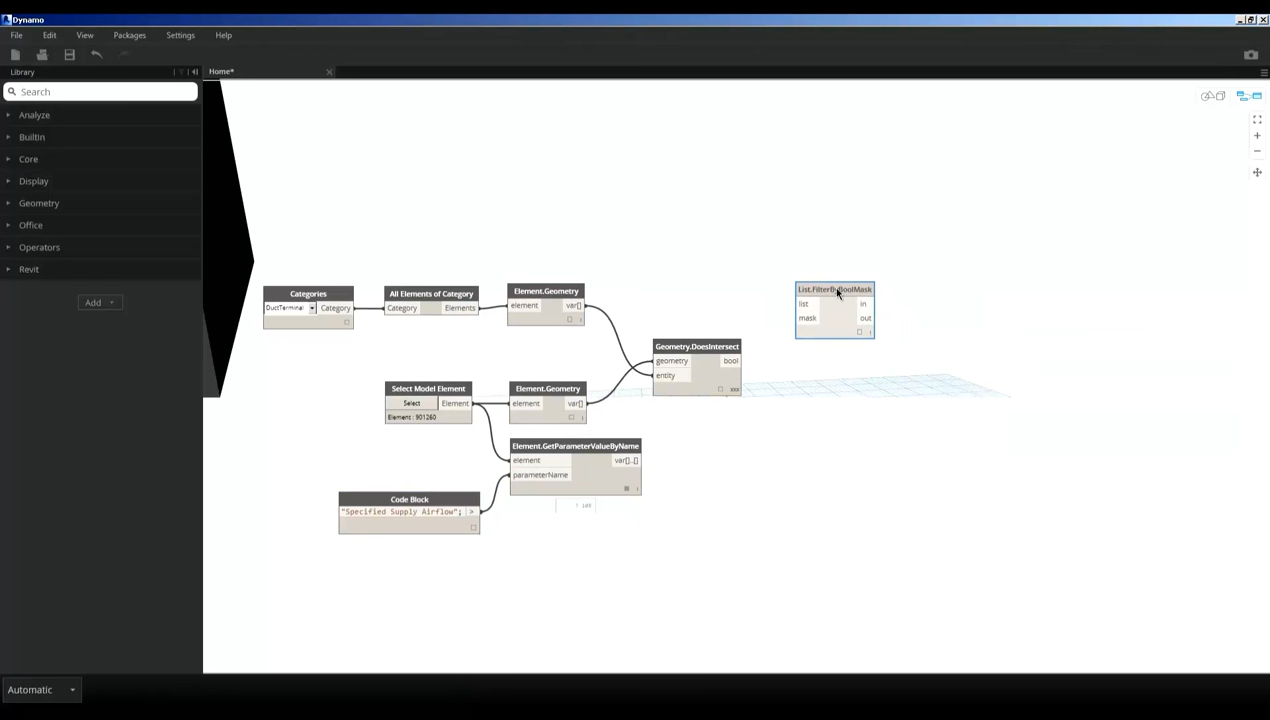 Dynamo
File Edit View Packages Settings Help
Library
Home*
Search
Analyze
BuiltIn
Core
Display
Geometry
Office
Operators
Revit
Add
Categories
DuctTerminal Category
All Elements of Category
Category Elements
Element.Geometry
element var[]
List.FilterByBoolMask
list in
mask out
Geometry.DoesIntersect
geometry bool
entity
Select Model Element
Select Element
Element : 901260
Element.Geometry
element var[]
Element.GetParameterValueByName
element var[]..[]
parameterName
Code Block
"Specified Supply Airflow"; >
Automatic